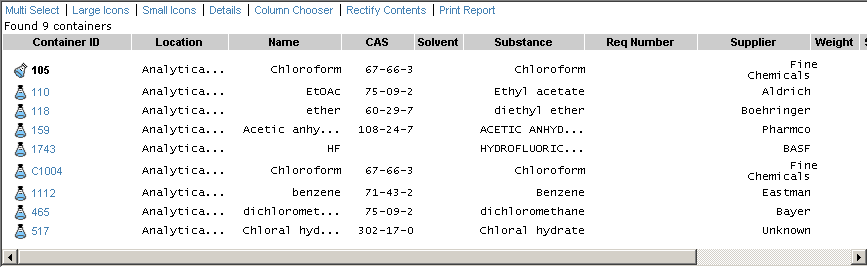 Multi Select | Large Icons | Small Icons | Details | Column Chooser | Rectify Contents | Print Report
Found 9 containers
Container ID Location Name CAS Solvent Substance Req Number Supplier Weight S
105 Analytica... Chloroform 67-66-3 Chloroform Fine Chemicals
110 Analytica... EtOAc 75-09-2 Ethyl acetate Aldrich
118 Analytica... ether 60-29-7 diethyl ether Boehringer
159 Analytica... Acetic anhy... 108-24-7 ACETIC ANHYD... Pharmco
1743 Analytica... HF HYDROFLUORIC... BASF
C1004 Analytica... Chloroform 67-66-3 Chloroform Fine Chemicals
1112 Analytica... benzene 71-43-2 Benzene Eastman
465 Analytica... dichloromet... 75-09-2 dichloromethane Bayer
517 Analytica... Chloral hyd... 302-17-0 Chloral hydrate Unknown